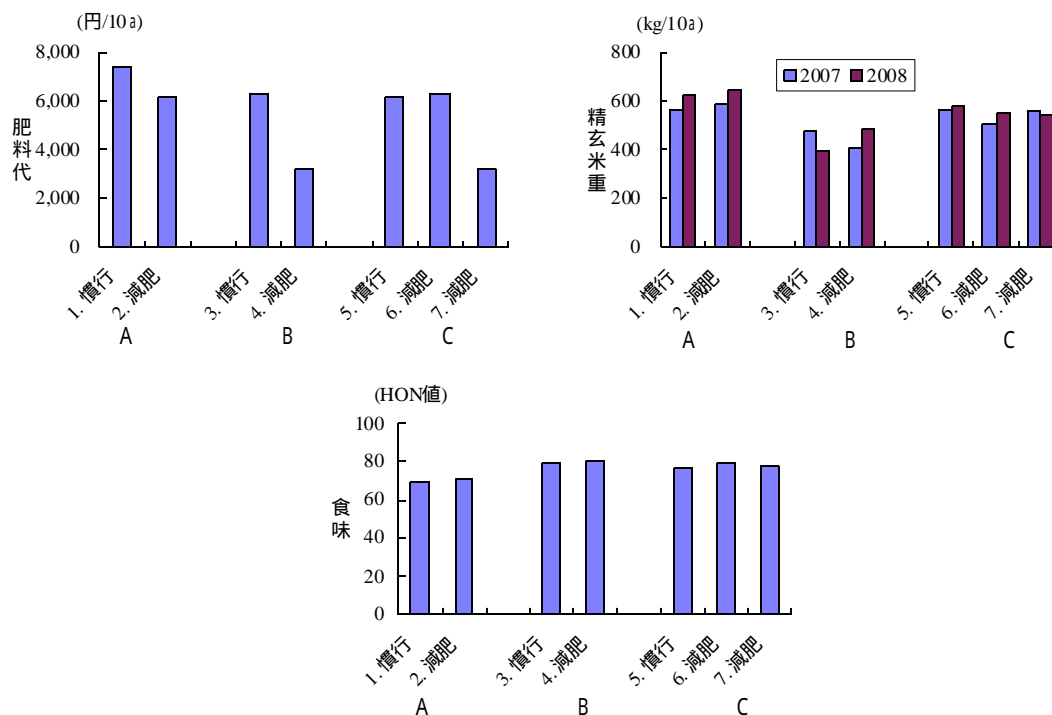 (円/10a)
8,000
6,000
4,000
2,000
0
肥料代
1. 慣行
2. 減肥
3. 慣行
4. 減肥
5. 慣行
6. 減肥
7. 減肥
A
B
C
(kg/10a)
800
600
400
200
0
精玄米重
2007
2008
1. 慣行
2. 減肥
3. 慣行
4. 減肥
5. 慣行
6. 減肥
7. 減肥
A
B
C
(HON値)
100
80
60
40
20
0
食味
1. 慣行
2. 減肥
3. 慣行
4. 減肥
5. 慣行
6. 減肥
7. 減肥
A
B
C